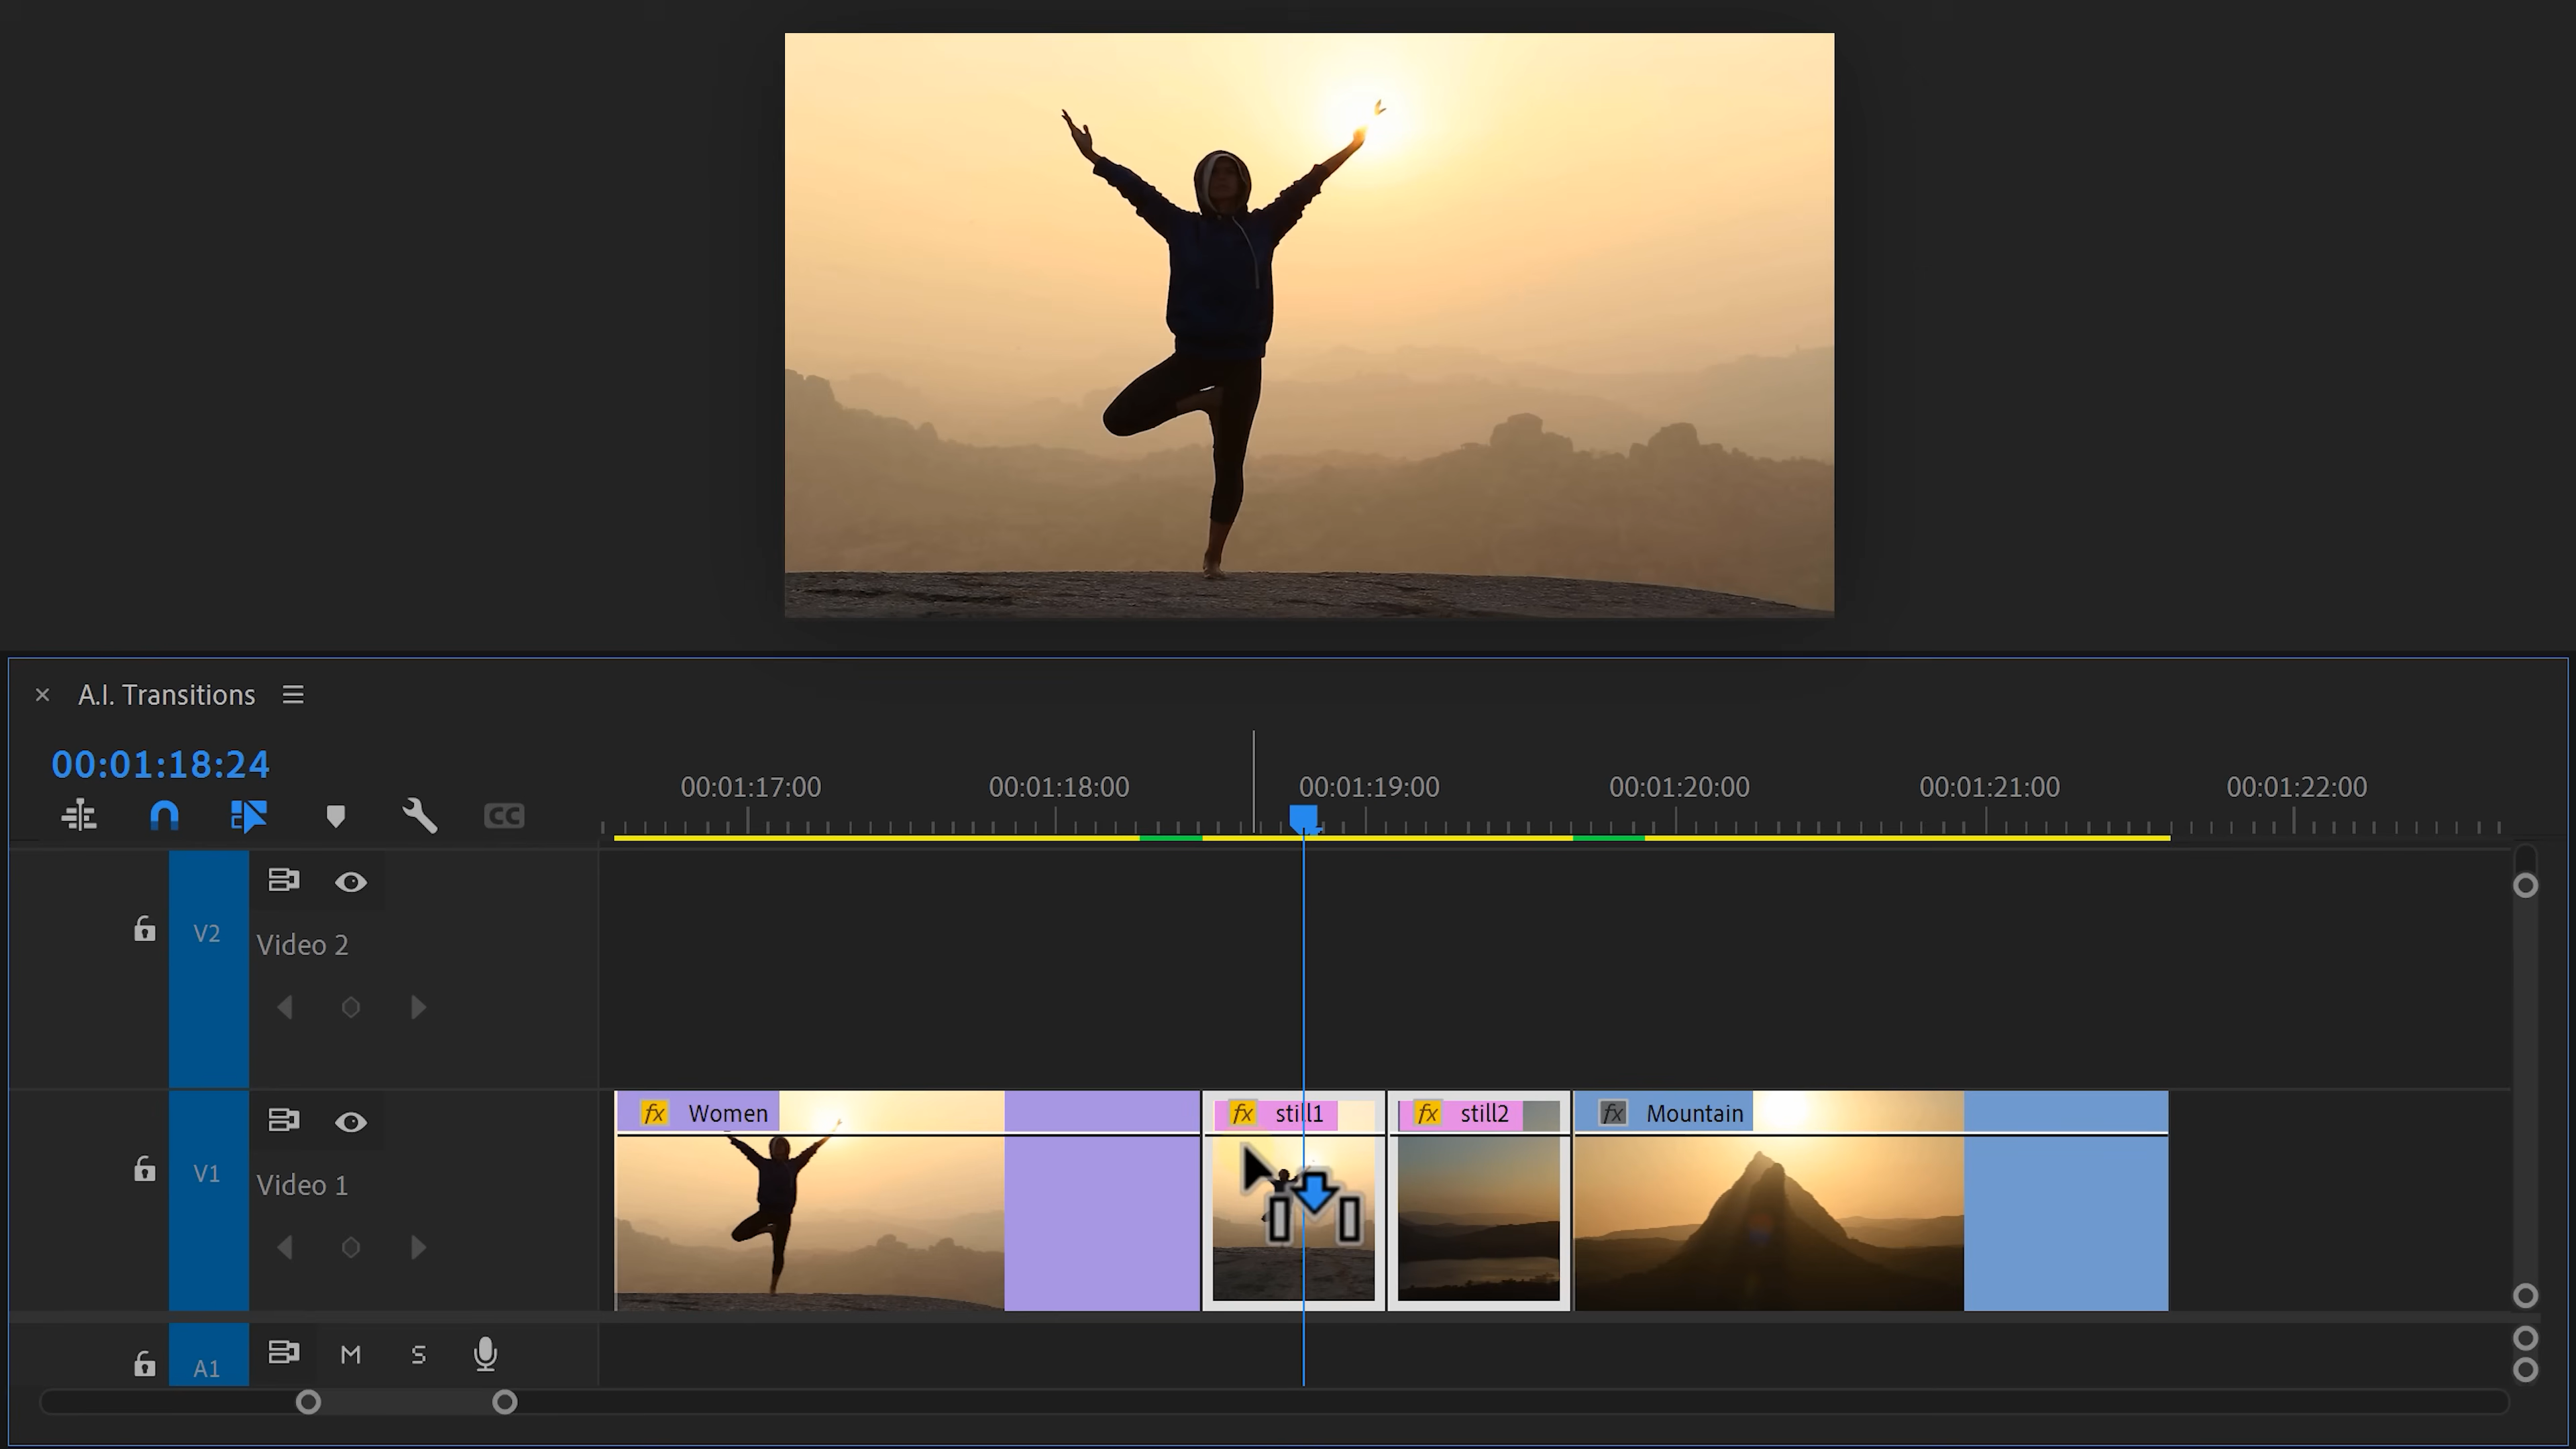 A.I. Transitions
00:01:18:24
00:01:17:00 00:01:18:00 00:01:19:00 00:01:20:00 00:01:21:00 00:01:22:00
CC
V2
Video 2
fx Women fx still1 fx still2 fx Mountain
V1
Video 1
A1 M S